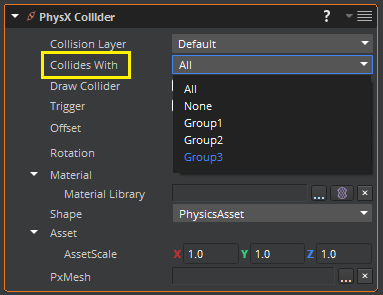 PhysX Collider ?
Collision Layer Default
Collides With All
Draw Collider All
Trigger None
Group1
Offset Group2
Rotation Group3
Material
Material Library ...
Shape PhysicsAsset
Asset
AssetScale X 1.0 Y 1.0 Z 1.0
PxMesh ...